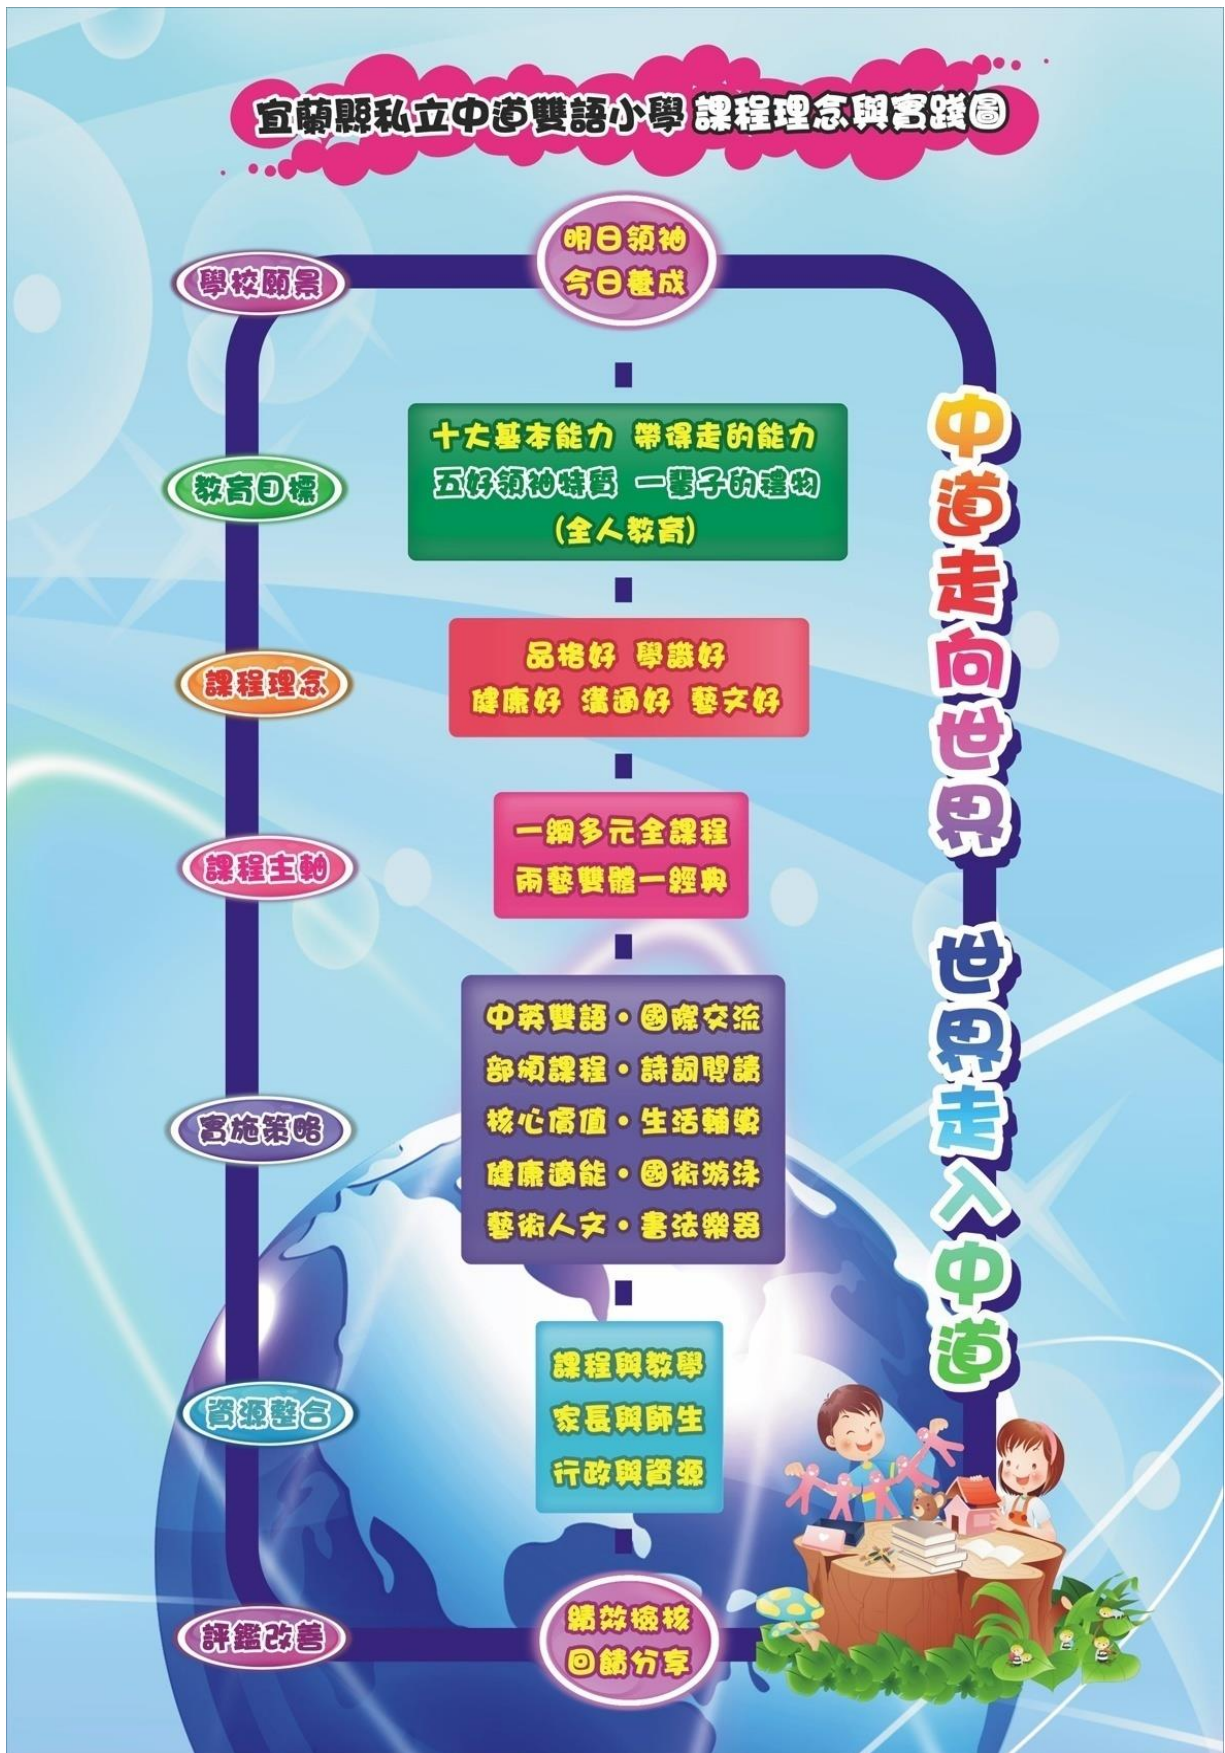 宜蘭縣私立中道雙語小學 課程理念與實踐圖
學校願景
明日領袖
今日養成
教育目標
十大基本能力 帶得走的能力
五好領袖特質 一輩子的禮物
(全人教育)
課程理念
品格好 學識好
健康好 溝通好 藝文好
課程主軸
一綱多元全課程
兩藝雙體一經典
實施策略
中英雙語・國際交流
部頒課程・詩詞閱讀
核心價值・生活輔導
健康適能・國術游泳
藝術人文・書法樂器
資源整合
課程與教學
家長與師生
行政與資源
評鑑改善
績效檢核
回饋分享
中道走向世界 世界走入中道